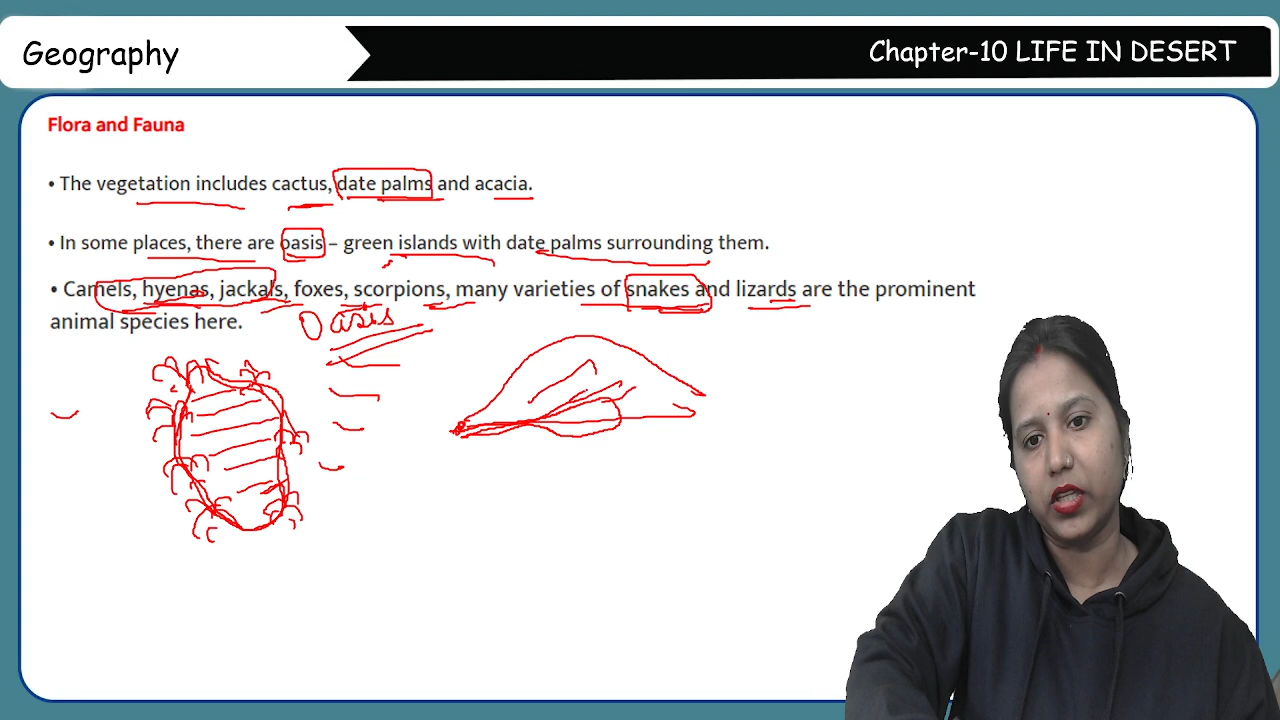 Geography
Chapter-10 LIFE IN DESERT
Flora and Fauna
• The vegetation includes cactus, date palms and acacia.
• In some places, there are oasis – green islands with date palms surrounding them.
• Camels, hyenas, jackals, foxes, scorpions, many varieties of snakes and lizards are the prominent
animal species here.
Oasis